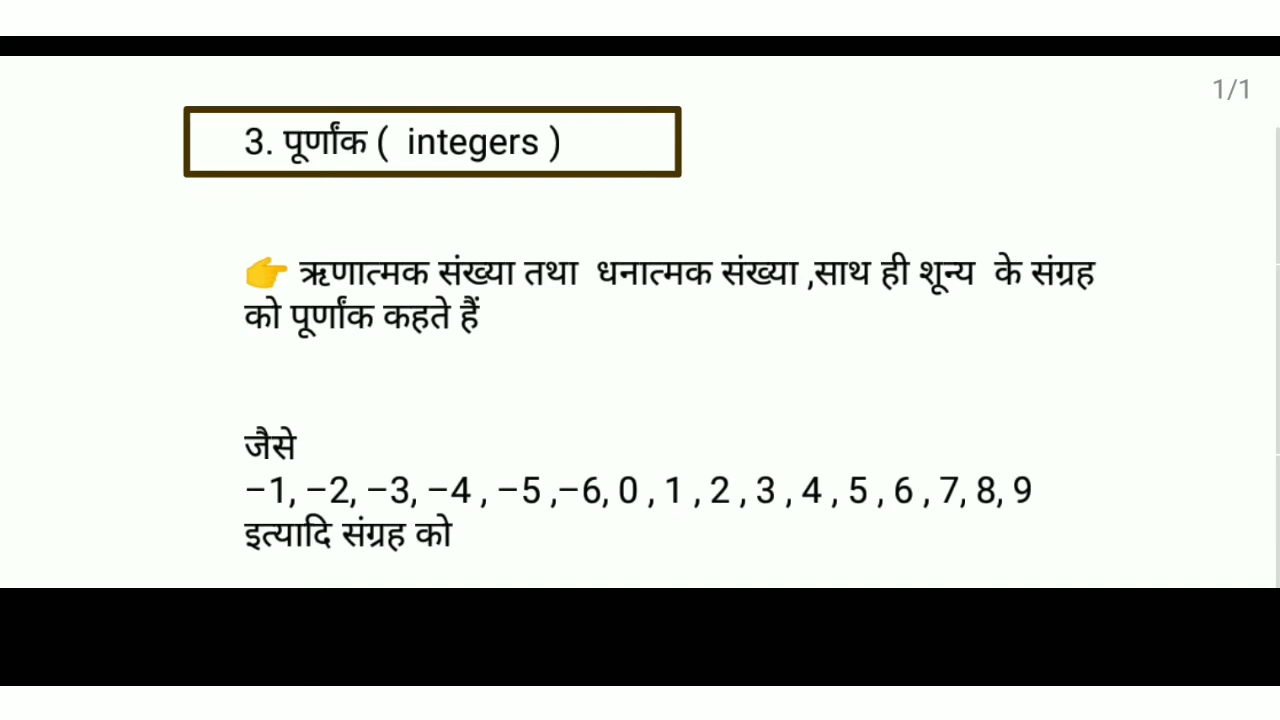 1/1
3. पूर्णांक ( integers )
👉 ऋणात्मक संख्या तथा धनात्मक संख्या ,साथ ही शून्य के संग्रह
को पूर्णांक कहते हैं
जैसे
–1, –2, –3, –4 , –5 ,–6, 0 , 1 , 2 , 3 , 4 , 5 , 6 , 7, 8, 9
इत्यादि संग्रह को